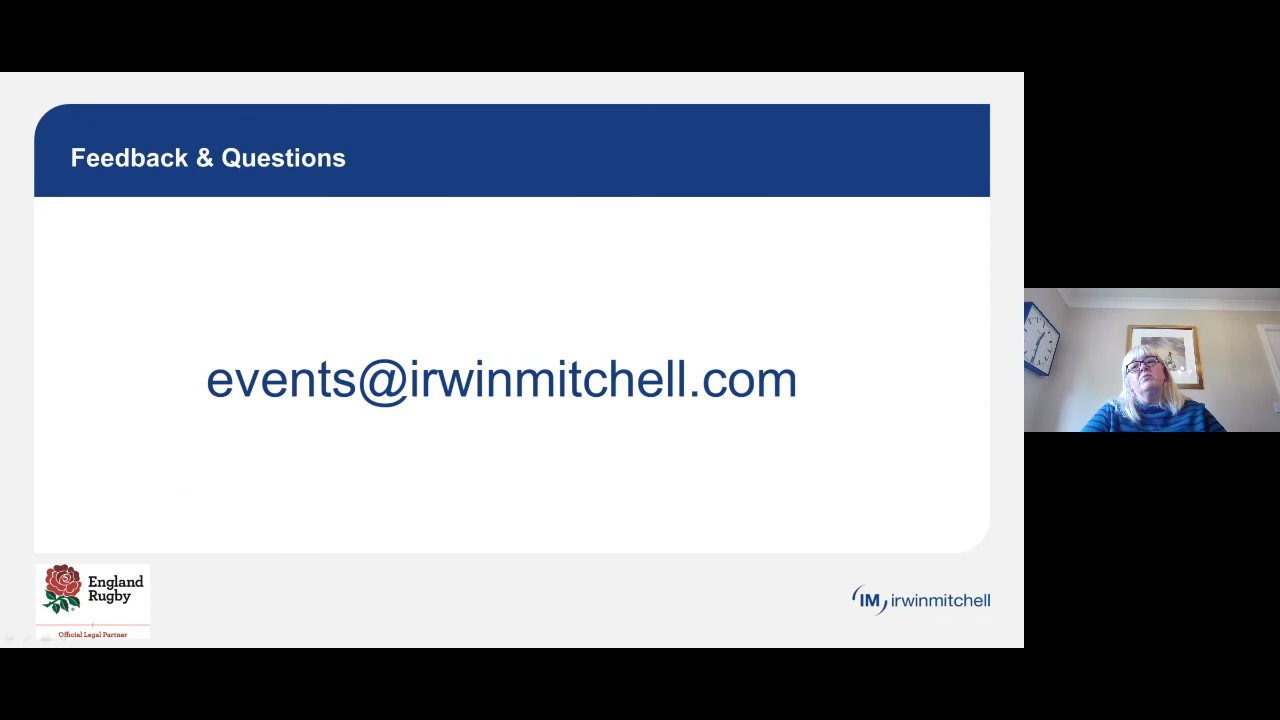 Feedback & Questions
events@irwinmitchell.com
England
Rugby
Official Legal Partner
IM irwinmitchell